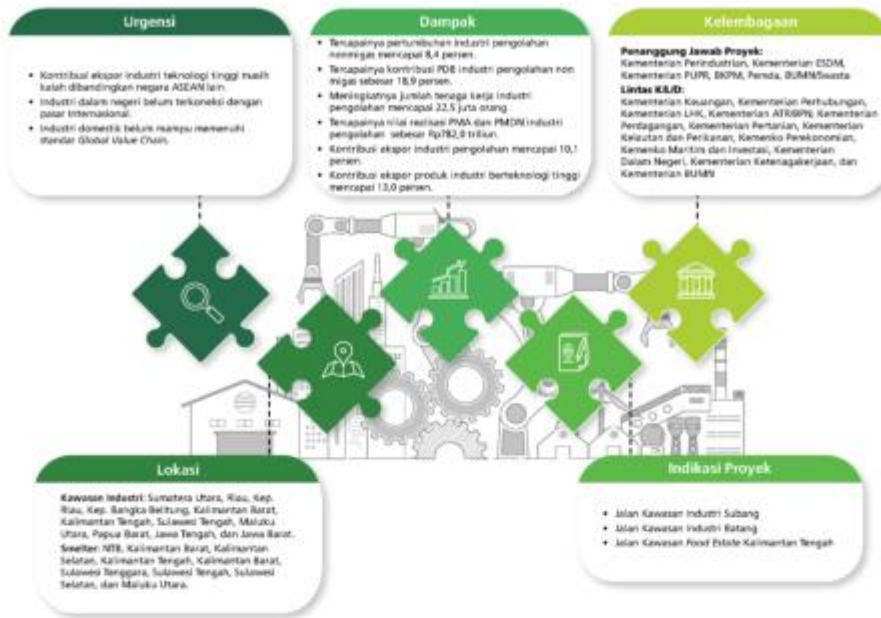 Urgensi
• Kontribusi ekspor industri teknologi tinggi masih
kalah dibandingkan negara ASEAN lain.
• Industri dalam negeri belum terkoneksi dengan
pasar internasional.
• Industri domestik belum mampu memenuhi
standar Global Value Chain.
Dampak
• Tercapainya pertumbuhan industri pengolahan
nonmigas mencapai 8,4 persen.
• Tercapainya kontribusi PDB industri pengolahan non
migas sebesar 18,9 persen.
• Meningkatnya jumlah tenaga kerja industri
pengolahan mencapai 22,5 juta orang.
• Tercapainya nilai realisasi PMA dan PMDN industri
pengolahan sebesar Rp782,0 triliun.
• Kontribusi ekspor industri pengolahan mencapai 10,1
persen.
• Kontribusi ekspor produk industri berteknologi tinggi
mencapai 13,0 persen.
Kelembagaan
Penanggung Jawab Proyek:
Kementerian Perindustrian, Kementerian ESDM,
Kementerian PUPR, BKPM, Pemda, BUMN/Swasta
Lintas K/L/D:
Kementerian Keuangan, Kementerian Perhubungan,
Kementerian LHK, Kementerian ATR/BPN; Kementerian
Perdagangan, Kementerian Pertanian, Kementerian
Kelautan dan Perikanan, Kemenko Perekonomian,
Kemenko Maritim dan Investasi, Kementerian
Dalam Negeri, Kementerian Ketenagakerjaan, dan
Kementerian BUMN
Lokasi
Kawasan Industri: Sumatera Utara, Riau, Kep.
Riau, Kep. Bangka Belitung, Kalimantan Barat,
Kalimantan Tengah, Sulawesi Tengah, Maluku
Utara, Papua Barat, Jawa Tengah, dan Jawa Barat.
Smelter: NTB, Kalimantan Barat, Kalimantan
Selatan, Kalimantan Tengah, Kalimantan Barat,
Sulawesi Tenggara, Sulawesi Tengah, Sulawesi
Selatan, dan Maluku Utara.
Indikasi Proyek
• Jalan Kawasan Industri Subang
• Jalan Kawasan Industri Batang
• Jalan Kawasan Food Estate Kalimantan Tengah